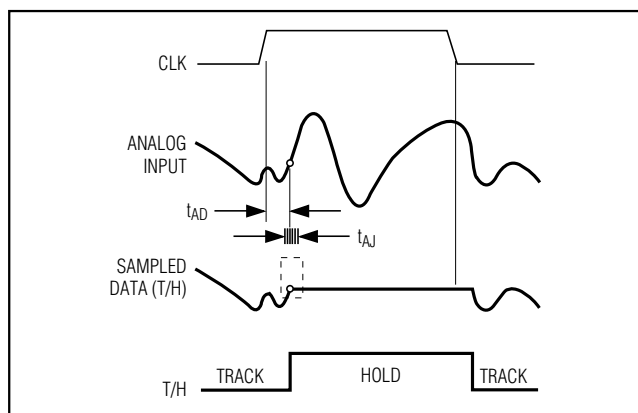 CLK
ANALOG
INPUT
tAD
tAJ
SAMPLED
DATA (T/H)
TRACK
HOLD
TRACK
T/H